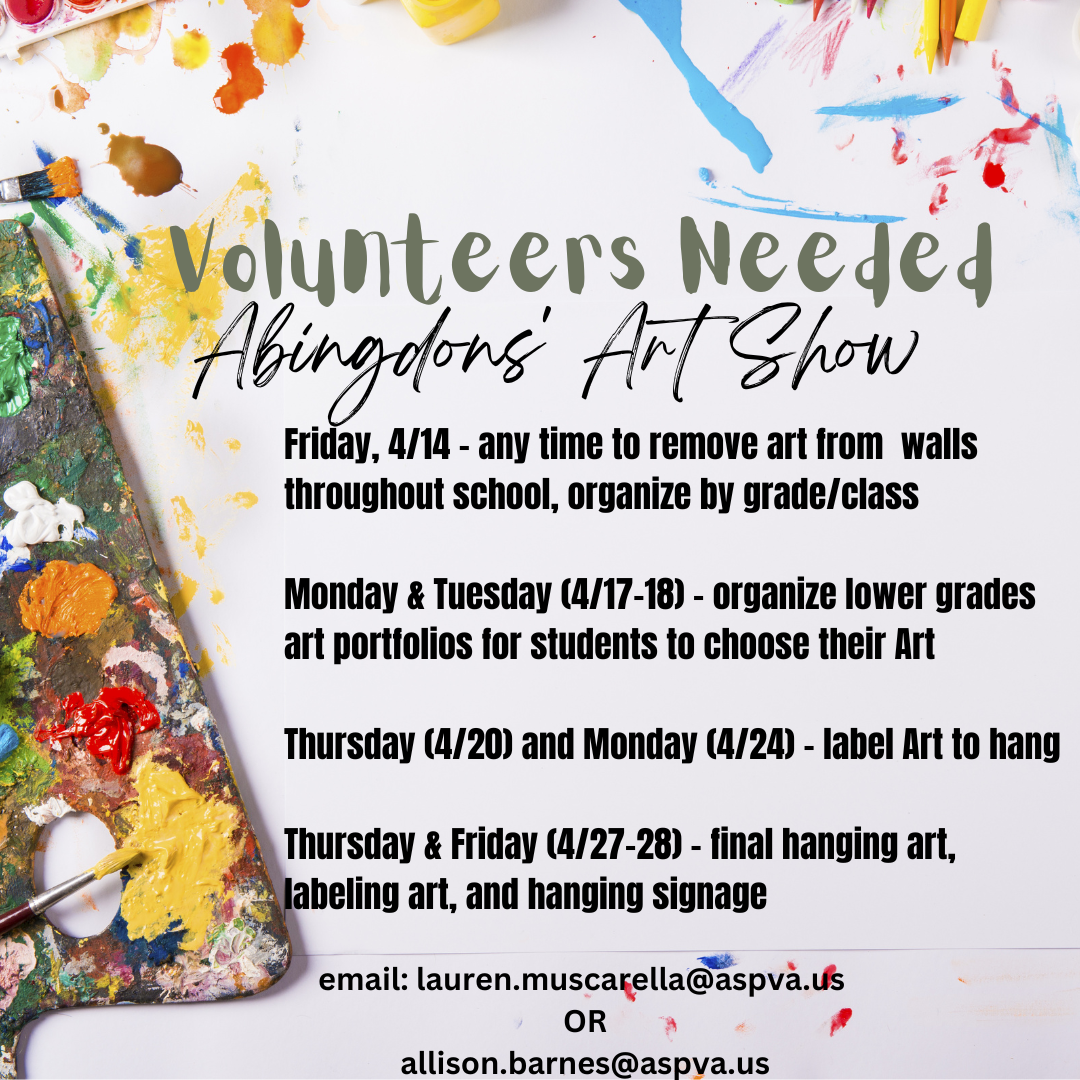 Volunteers Needed
Abingdons' Art Show
Friday, 4/14 - any time to remove art from walls
throughout school, organize by grade/class
Monday & Tuesday (4/17-18) - organize lower grades
art portfolios for students to choose their Art
Thursday (4/20) and Monday (4/24) - label Art to hang
Thursday & Friday (4/27-28) - final hanging art,
labeling art, and hanging signage
email: lauren.muscarella@aspva.us
OR
allison.barnes@aspva.us